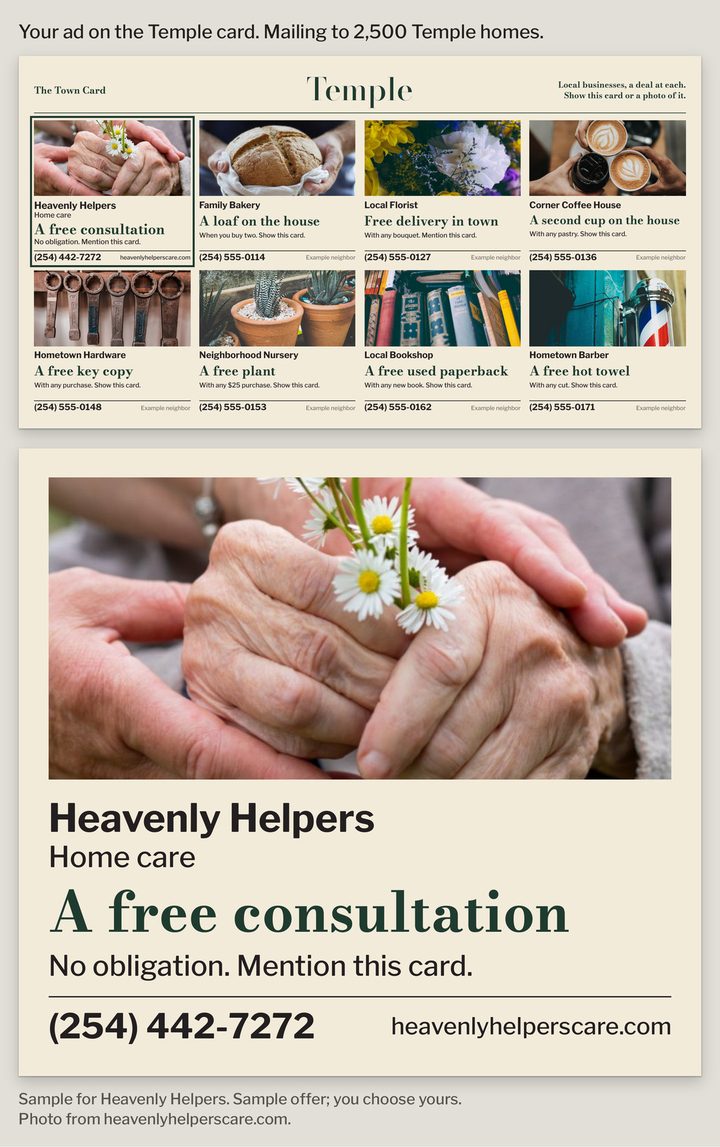 Your ad on the Temple card. Mailing to 2,500 Temple homes.
The Town Card
Temple
Local businesses, a deal at each.
Show this card or a photo of it.
Heavenly Helpers
Home care
A free consultation
No obligation. Mention this card.
(254) 442-7272 heavenlyhelperscare.com
Family Bakery
A loaf on the house
When you buy two. Show this card.
(254) 555-0114 Example neighbor
Local Florist
Free delivery in town
With any bouquet. Mention this card.
(254) 555-0127 Example neighbor
Corner Coffee House
A second cup on the house
With any pastry. Show this card.
(254) 555-0136 Example neighbor
Hometown Hardware
A free key copy
With any purchase. Show this card.
(254) 555-0148 Example neighbor
Neighborhood Nursery
A free plant
With any $25 purchase. Show this card.
(254) 555-0153 Example neighbor
Local Bookshop
A free used paperback
With any new book. Show this card.
(254) 555-0162 Example neighbor
Hometown Barber
A free hot towel
With any cut. Show this card.
(254) 555-0171 Example neighbor
Heavenly Helpers
Home care
A free consultation
No obligation. Mention this card.
(254) 442-7272 heavenlyhelperscare.com
Sample for Heavenly Helpers. Sample offer; you choose yours.
Photo from heavenlyhelperscare.com.